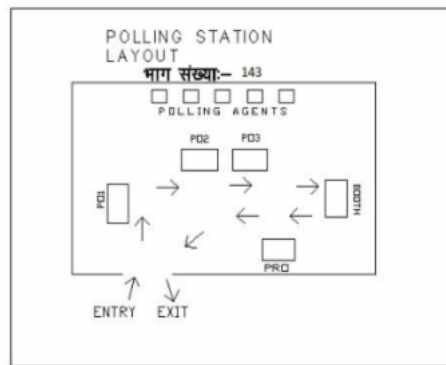 POLLING STATION
LAYOUT
भाग संख्या:- 143
POLLING AGENTS
PO2 PO3
PO1
BOOTH
PRO
ENTRY EXIT